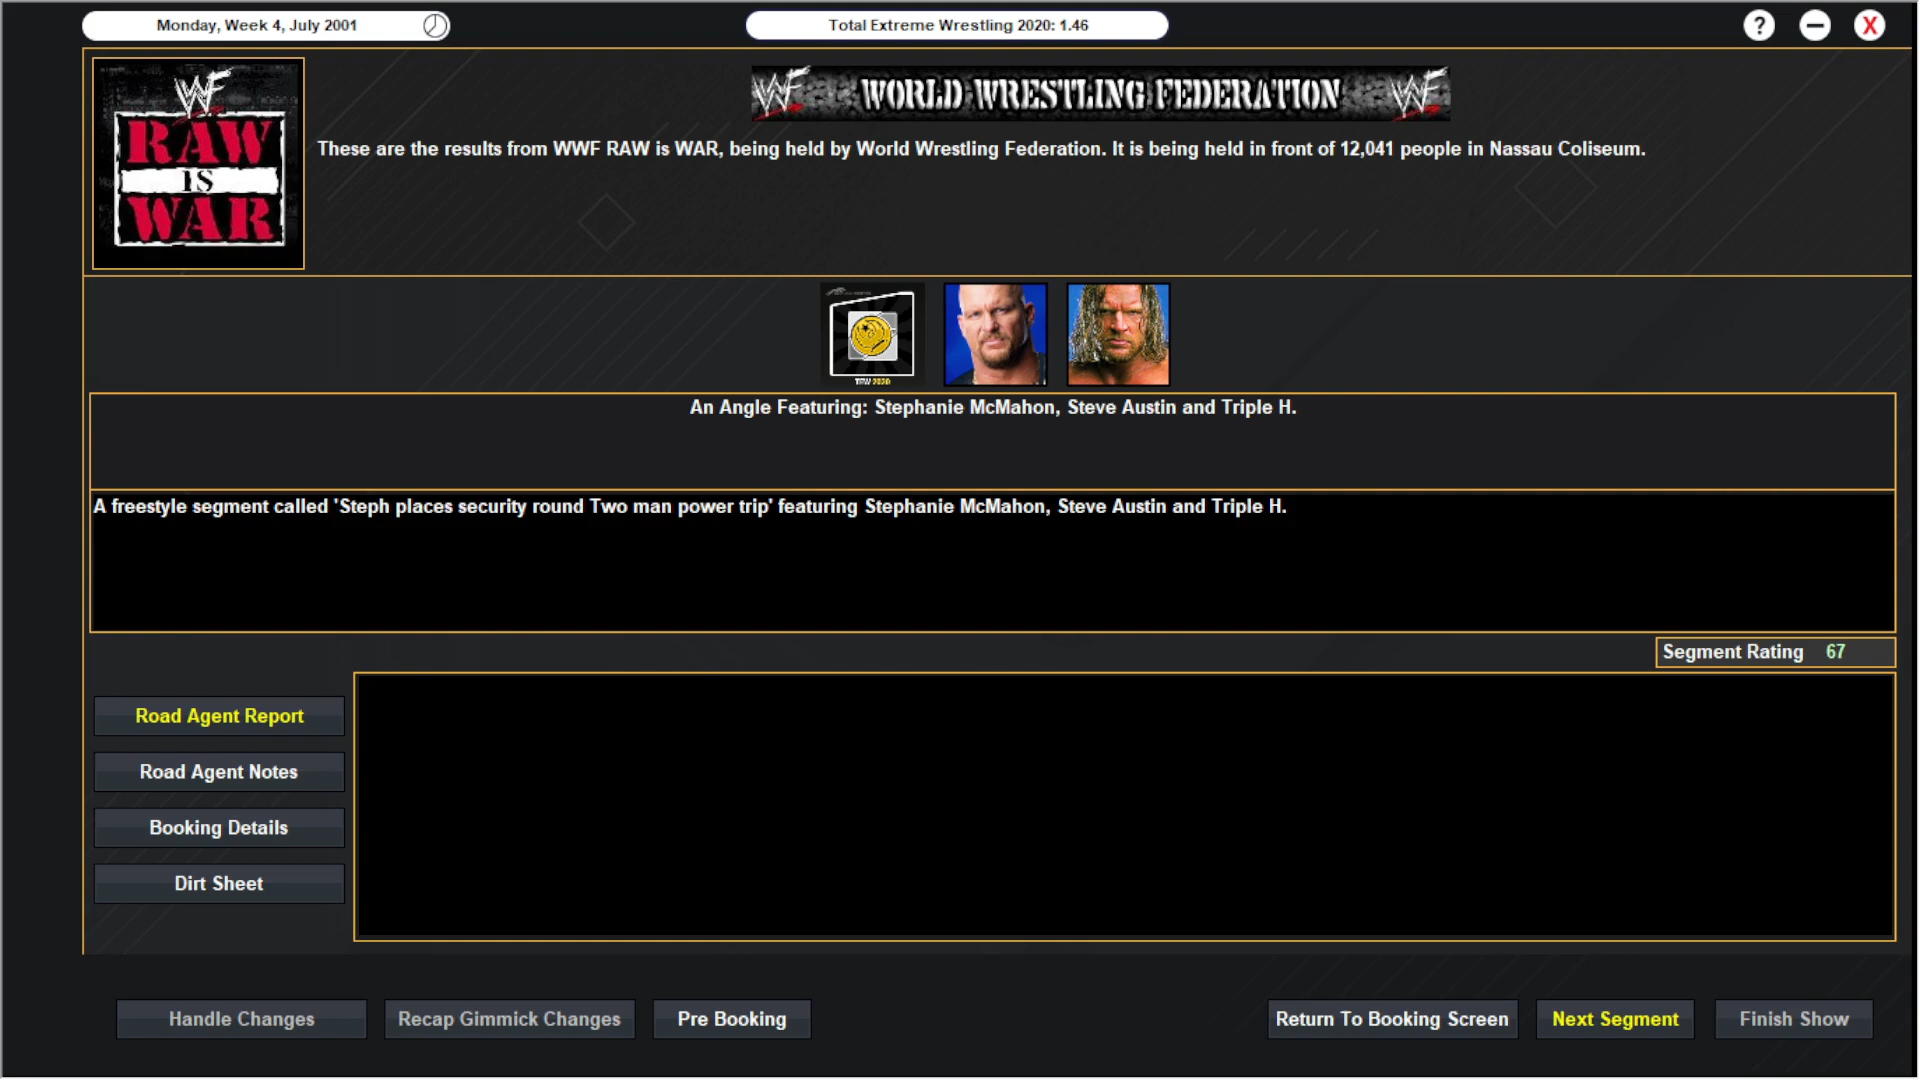 Monday, Week 4, July 2001
Total Extreme Wrestling 2020: 1.46
?
X
WF
RAW
IS
WAR
WORLD WRESTLING FEDERATION
These are the results from WWF RAW is WAR, being held by World Wrestling Federation. It is being held in front of 12,041 people in Nassau Coliseum.
TEW 2020
An Angle Featuring: Stephanie McMahon, Steve Austin and Triple H.
A freestyle segment called 'Steph places security round Two man power trip' featuring Stephanie McMahon, Steve Austin and Triple H.
Segment Rating 67
Road Agent Report
Road Agent Notes
Booking Details
Dirt Sheet
Handle Changes
Recap Gimmick Changes
Pre Booking
Return To Booking Screen
Next Segment
Finish Show